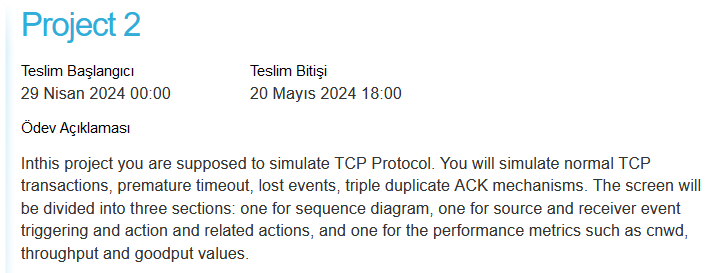 Project 2
Teslim Başlangıcı Teslim Bitişi
29 Nisan 2024 00:00 20 Mayıs 2024 18:00
Ödev Açıklaması
Inthis project you are supposed to simulate TCP Protocol. You will simulate normal TCP
transactions, premature timeout, lost events, triple duplicate ACK mechanisms. The screen will
be divided into three sections: one for sequence diagram, one for source and receiver event
triggering and action and related actions, and one for the performance metrics such as cnwd,
throughput and goodput values.